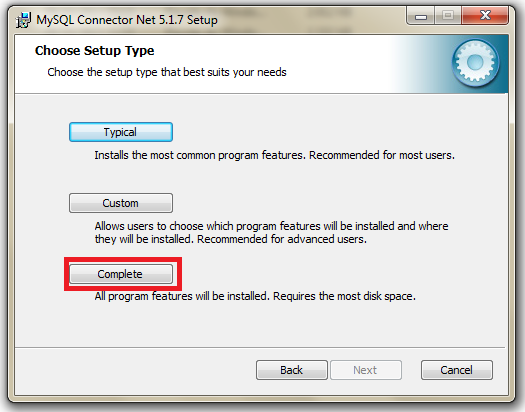 MySQL Connector Net 5.1.7 Setup
Choose Setup Type
Choose the setup type that best suits your needs
Typical
Installs the most common program features. Recommended for most users.
Custom
Allows users to choose which program features will be installed and where
they will be installed. Recommended for advanced users.
Complete
All program features will be installed. Requires the most disk space.
Back
Next
Cancel